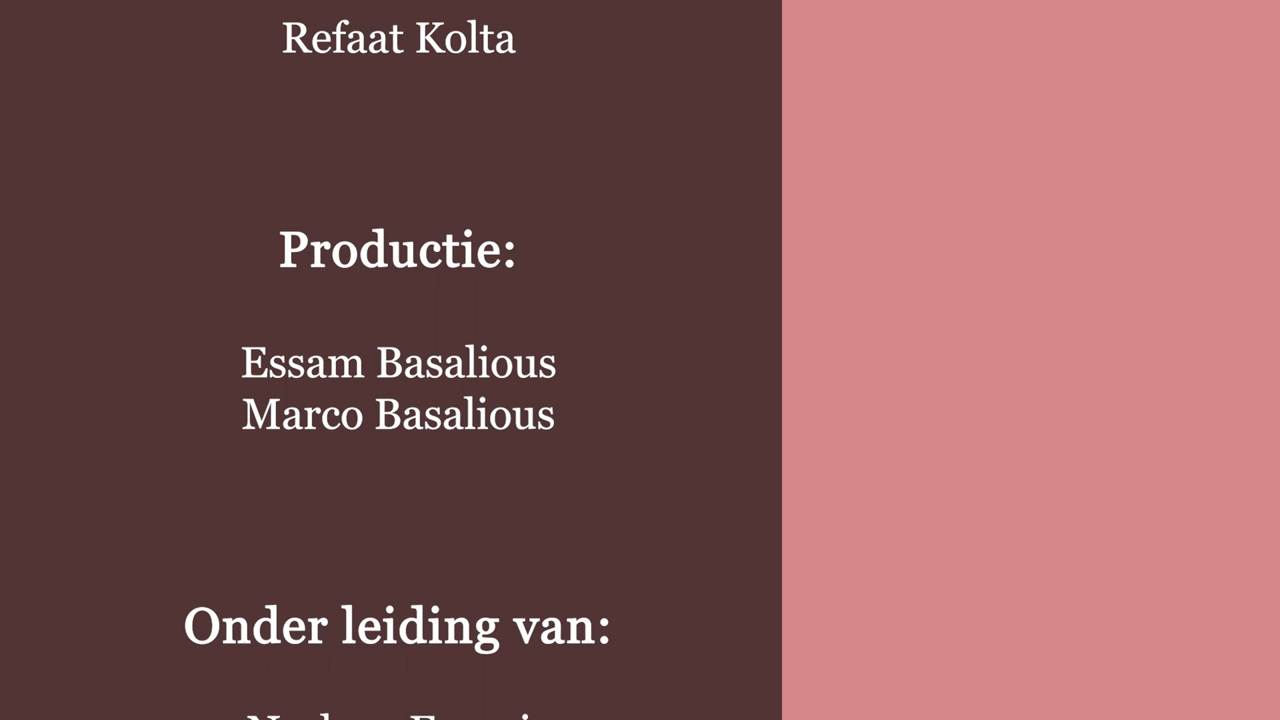 Refaat Kolta
Productie:
Essam Basalious
Marco Basalious
Onder leiding van: